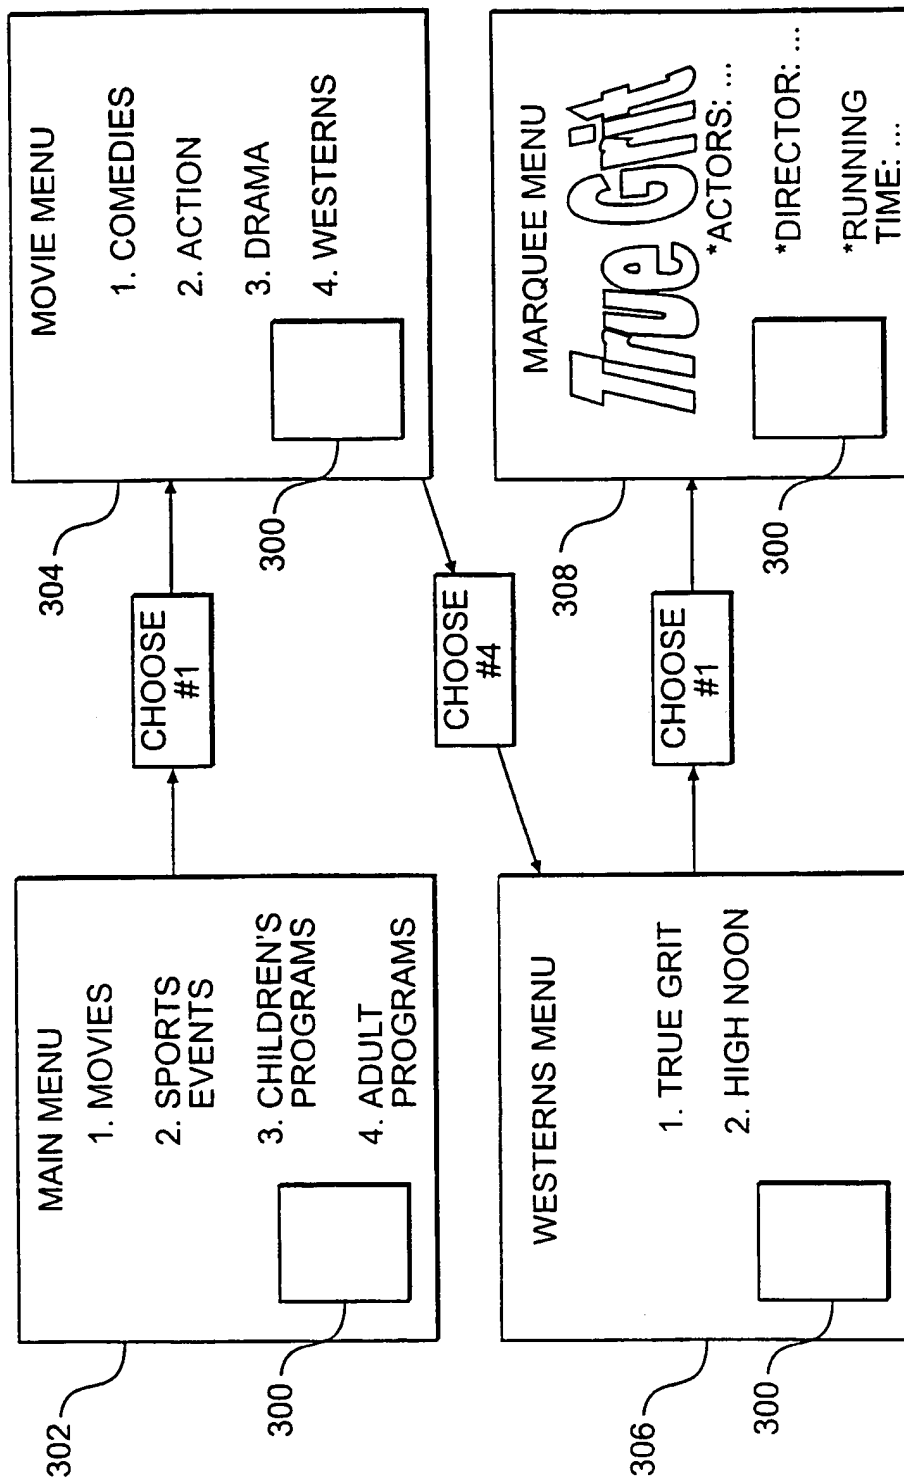 302
MAIN MENU
1. MOVIES
2. SPORTS
EVENTS
3. CHILDREN'S
PROGRAMS
4. ADULT
PROGRAMS
300
CHOOSE
#1
304
MOVIE MENU
1. COMEDIES
2. ACTION
3. DRAMA
4. WESTERNS
300
CHOOSE
#4
306
WESTERNS MENU
1. TRUE GRIT
2. HIGH NOON
300
CHOOSE
#1
308
MARQUEE MENU
True Grit
*ACTORS: ...
*DIRECTOR: ...
*RUNNING
TIME: ...
300